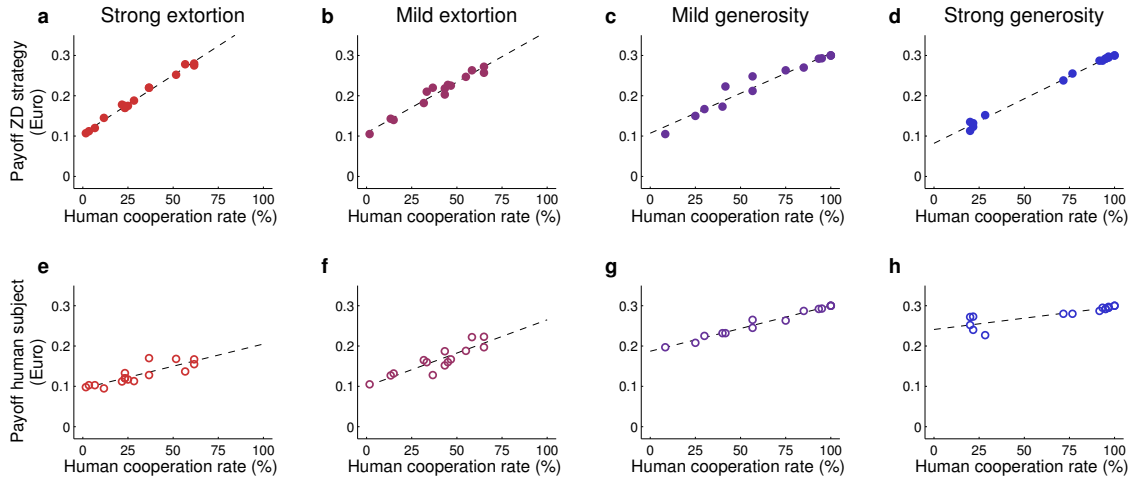 a Strong extortion b Mild extortion c Mild generosity d Strong generosity
Payoff ZD strategy
(Euro)
0.3 0.3 0.3 0.3
0.2 0.2 0.2 0.2
0.1 0.1 0.1 0.1
0 0 0 0
0 25 50 75 100 0 25 50 75 100 0 25 50 75 100 0 25 50 75 100
Human cooperation rate (%) Human cooperation rate (%) Human cooperation rate (%) Human cooperation rate (%)
e f g h
Payoff human subject
(Euro)
0.3 0.3 0.3 0.3
0.2 0.2 0.2 0.2
0.1 0.1 0.1 0.1
0 0 0 0
0 25 50 75 100 0 25 50 75 100 0 25 50 75 100 0 25 50 75 100
Human cooperation rate (%) Human cooperation rate (%) Human cooperation rate (%) Human cooperation rate (%)